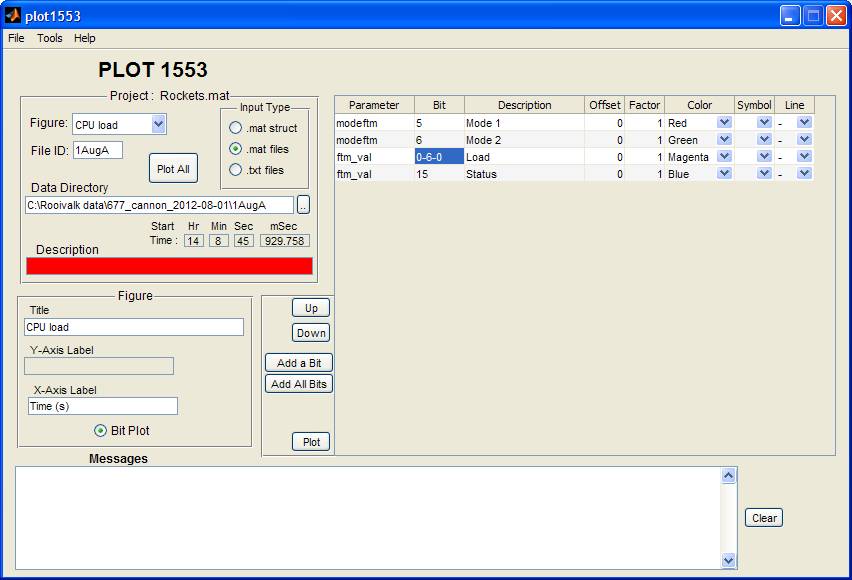 plot1553
File Tools Help
PLOT 1553
Project : Rockets.mat
Figure: CPU load
File ID: 1AugA
Plot All
Input Type
.mat struct
.mat files
.txt files
Data Directory
C:\Rooivalk data\677_cannon_2012-08-01\1AugA
..
Start Hr Min Sec mSec
Time : 14 8 45 929.758
Description
Parameter Bit Description Offset Factor Color Symbol Line
modeftm 5 Mode 1 0 1 Red -
modeftm 6 Mode 2 0 1 Green -
ftm_val 0-6-0 Load 0 1 Magenta -
ftm_val 15 Status 0 1 Blue -
Figure
Title
CPU load
Y-Axis Label
X-Axis Label
Time (s)
Bit Plot
Up
Down
Add a Bit
Add All Bits
Plot
Messages
Clear